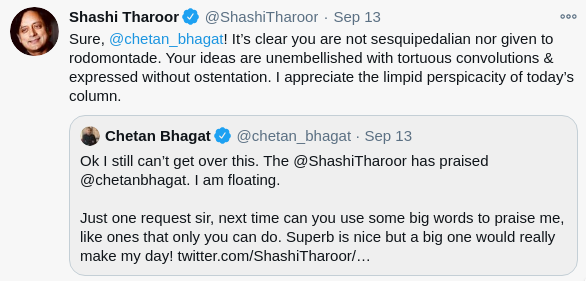 Shashi Tharoor @ShashiTharoor · Sep 13
Sure, @chetan_bhagat! It's clear you are not sesquipedalian nor given to
rodomontade. Your ideas are unembellished with tortuous convolutions &
expressed without ostentation. I appreciate the limpid perspicacity of today's
column.
Chetan Bhagat @chetan_bhagat · Sep 13
Ok I still can't get over this. The @ShashiTharoor has praised
@chetanbhagat. I am floating.
Just one request sir, next time can you use some big words to praise me,
like ones that only you can do. Superb is nice but a big one would really
make my day! twitter.com/ShashiTharoor/…